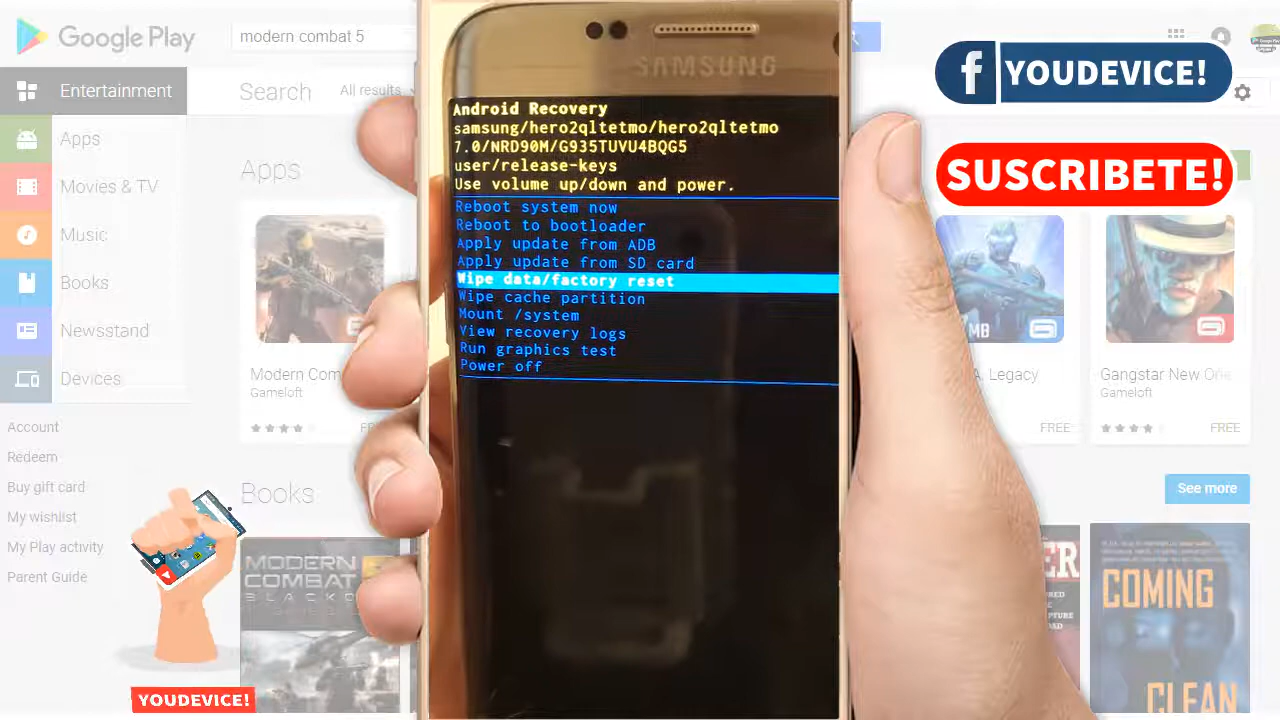 Google Play
modern combat 5
Entertainment
Search
All results
Apps
Movies & TV
Music
Books
Newsstand
Devices
Account
Redeem
Buy gift card
My wishlist
My Play activity
Parent Guide
YOUDEVICE!
Apps
Modern Com
Gameloft
FR
Books
MODERN
COMBAT
BLACKO
SAMSUNG
Android Recovery
samsung/hero2qltetmo/hero2qltetmo
7.0/NRD90M/G935TUVU4BQG5
user/release-keys
Use volume up/down and power.
Reboot system now
Reboot to bootloader
Apply update from ADB
Apply update from SD card
Wipe data/factory reset
Wipe cache partition
Mount /system
View recovery logs
Run graphics test
Power off
f YOUDEVICE!
SUSCRIBETE!
MB
A. Legacy
FREE
Gangstar New One
Gameloft
FREE
See more
ER
COMING
CLEAN